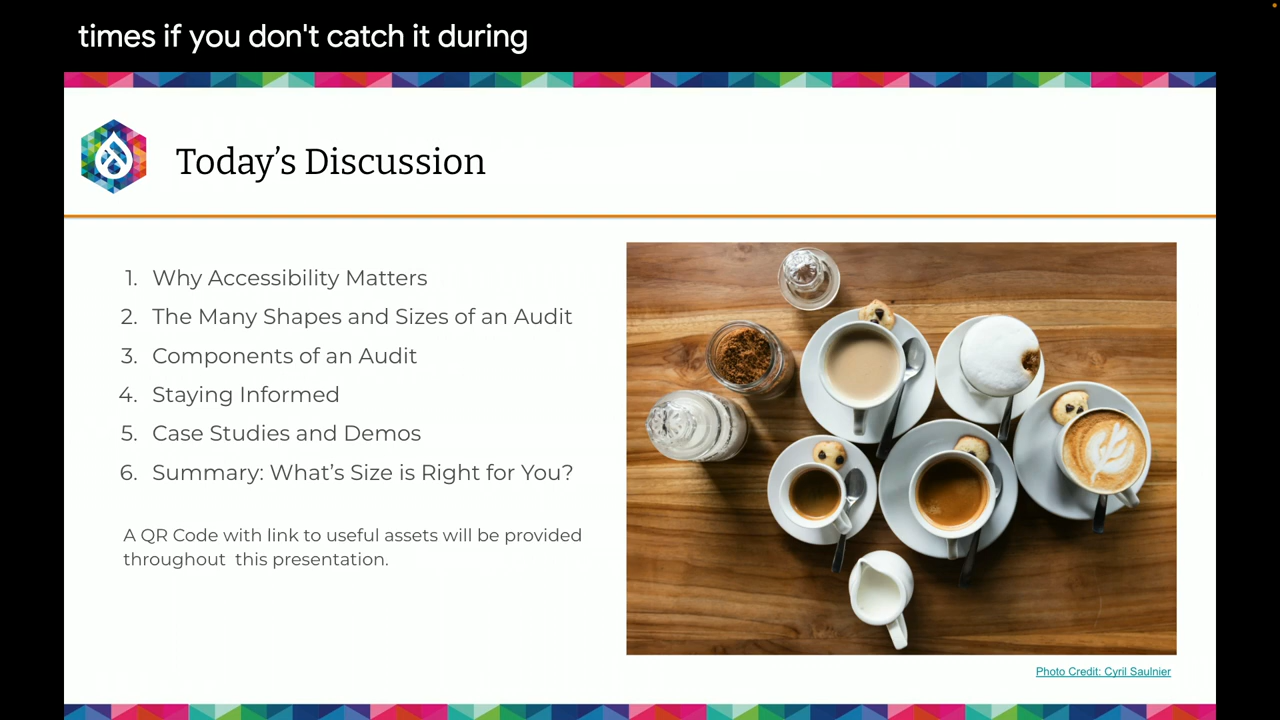 times if you don't catch it during
Today’s Discussion
1. Why Accessibility Matters
2. The Many Shapes and Sizes of an Audit
3. Components of an Audit
4. Staying Informed
5. Case Studies and Demos
6. Summary: What’s Size is Right for You?
A QR Code with link to useful assets will be provided
throughout  this presentation.
Photo Credit: Cyril Saulnier